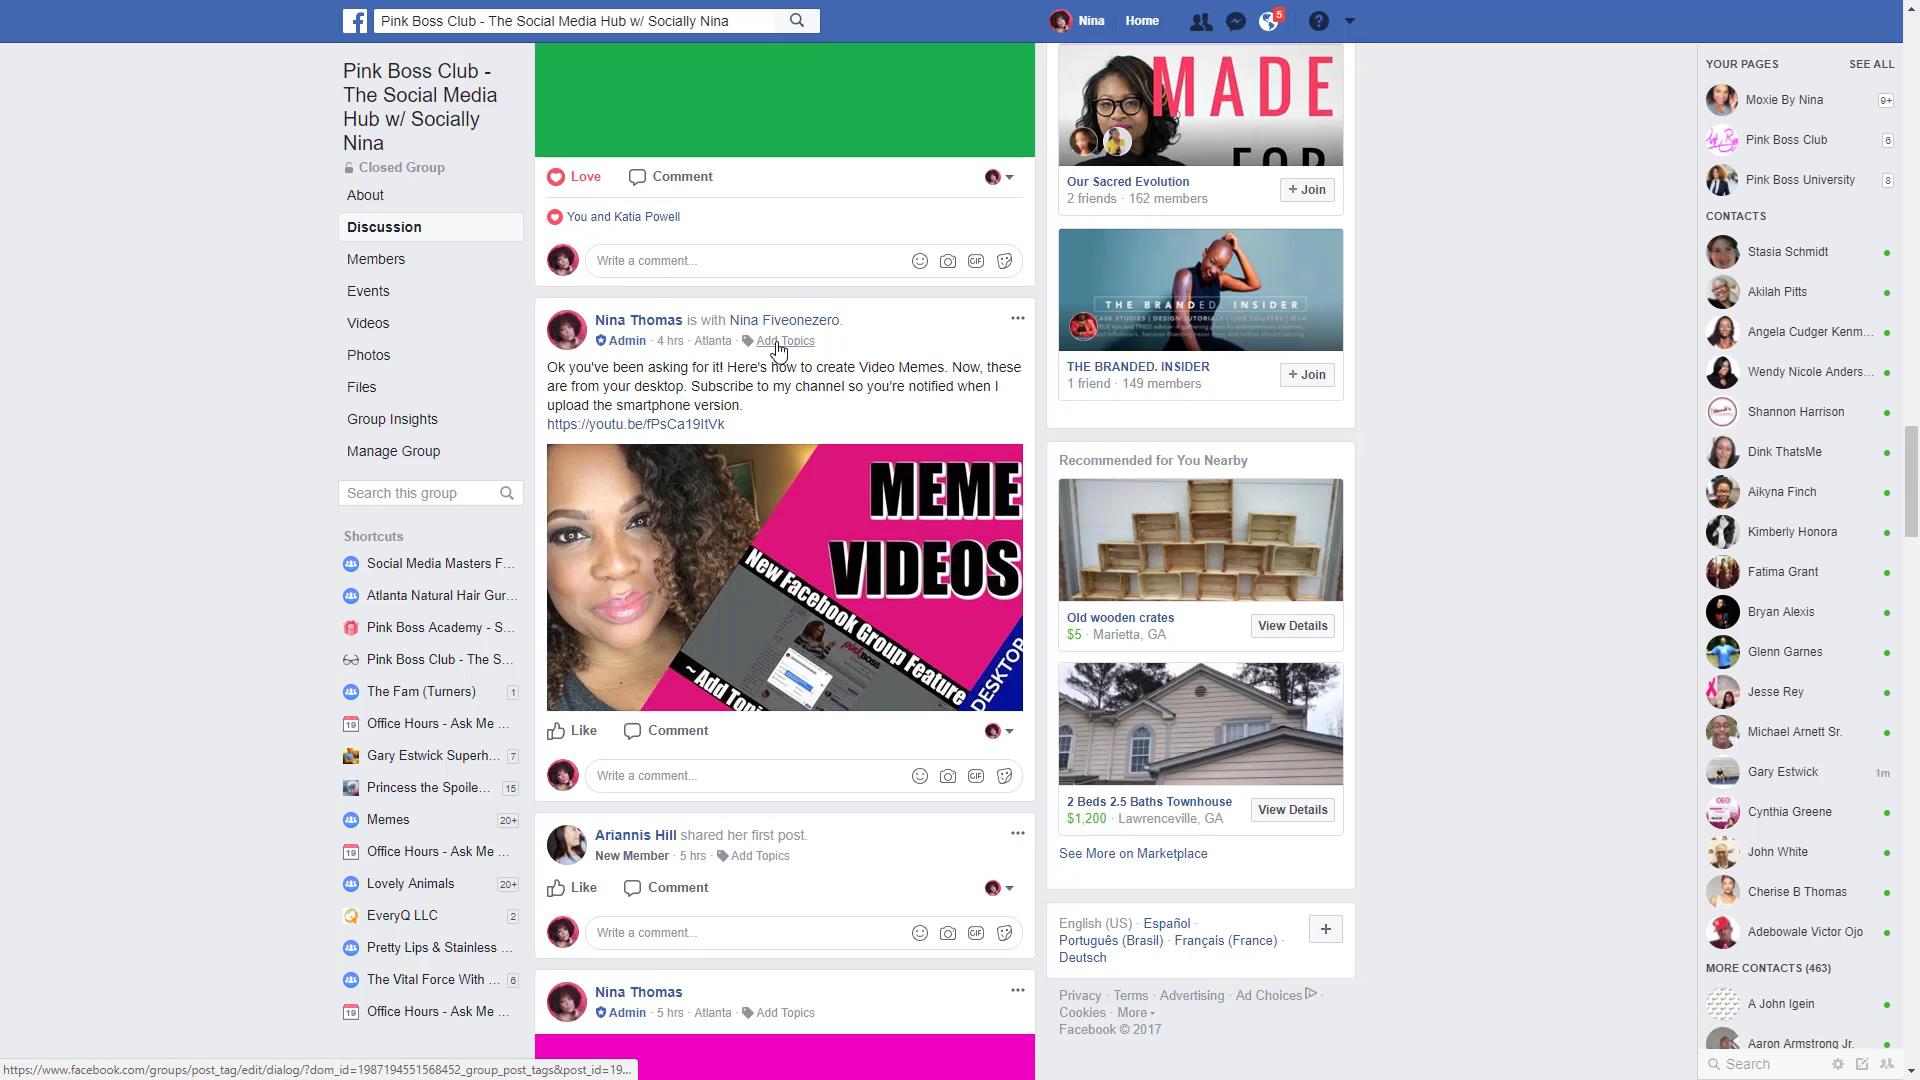 Pink Boss Club - The Social Media Hub w/ Socially Nina
Nina
Home
5
Pink Boss Club -
The Social Media
Hub w/ Socially
Nina
Closed Group
About
Discussion
Members
Events
Videos
Photos
Files
Group Insights
Manage Group
Search this group
Shortcuts
Social Media Masters F...
Atlanta Natural Hair Gur...
Pink Boss Academy - S...
Pink Boss Club - The S...
The Fam (Turners) 1
Office Hours - Ask Me ...
Gary Estwick Superh... 7
Princess the Spoile... 15
Memes 20+
Office Hours - Ask Me ...
Lovely Animals 20+
EveryQ LLC 2
Pretty Lips & Stainless ...
The Vital Force With ... 6
Office Hours - Ask Me ...
Love Comment
You and Katia Powell
Write a comment...
GIF
Nina Thomas is with Nina Fiveonezero.
Admin · 4 hrs · Atlanta · Add Topics
Ok you've been asking for it! Here's how to create Video Memes. Now, these
are from your desktop. Subscribe to my channel so you're notified when I
upload the smartphone version.
https://youtu.be/fPsCa19ItVk
MEME
VIDEOS
New Facebook Group Feature
~ Add Topi
DESKTOP
Like Comment
Write a comment...
GIF
Ariannis Hill shared her first post.
New Member · 5 hrs · Add Topics
Like Comment
Write a comment...
GIF
Nina Thomas
Admin · 5 hrs · Atlanta · Add Topics
MADE
FOR
Our Sacred Evolution
2 friends · 162 members
+ Join
THE BRANDED. INSIDER
CASE STUDIES | DESIGN TUTORIALS | LIVE COURSES
THE BRANDED. INSIDER
1 friend · 149 members
+ Join
Recommended for You Nearby
Old wooden crates
$5 · Marietta, GA
View Details
2 Beds 2.5 Baths Townhouse
$1,200 · Lawrenceville, GA
View Details
See More on Marketplace
English (US) · Español ·
Português (Brasil) · Français (France) ·
Deutsch
+
Privacy · Terms · Advertising · Ad Choices ·
Cookies · More
Facebook © 2017
YOUR PAGES SEE ALL
Moxie By Nina 9+
Pink Boss Club 6
Pink Boss University 8
CONTACTS
Stasia Schmidt
Akilah Pitts
Angela Cudger Kenm...
Wendy Nicole Anders...
Shannon Harrison
Dink ThatsMe
Aikyna Finch
Kimberly Honora
Fatima Grant
Bryan Alexis
Glenn Garnes
Jesse Rey
Michael Arnett Sr.
Gary Estwick 1m
Cynthia Greene
John White
Cherise B Thomas
Adebowale Victor Ojo
MORE CONTACTS (463)
A John Igein
Aaron Armstrong Jr.
Search
https://www.facebook.com/groups/post_tag/edit/dialog/?dom_id=1987194551568452_group_post_tags&post_id=19...